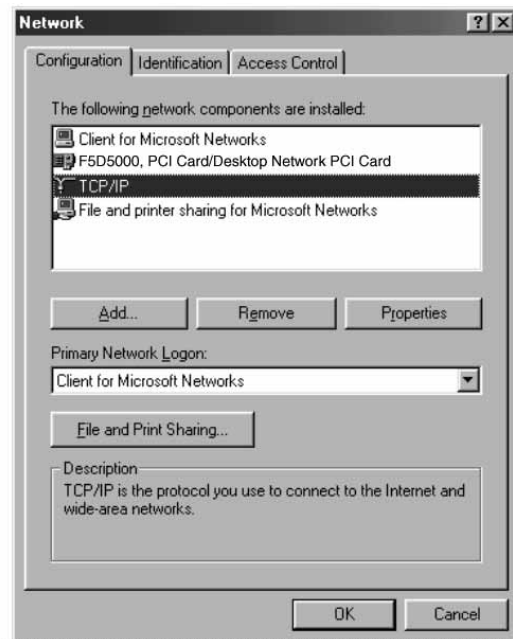 Network
Configuration Identification Access Control
The following network components are installed:
Client for Microsoft Networks
F5D5000, PCI Card/Desktop Network PCI Card
TCP/IP
File and printer sharing for Microsoft Networks
Add... Remove Properties
Primary Network Logon:
Client for Microsoft Networks
File and Print Sharing...
Description
TCP/IP is the protocol you use to connect to the Internet and
wide-area networks.
OK Cancel